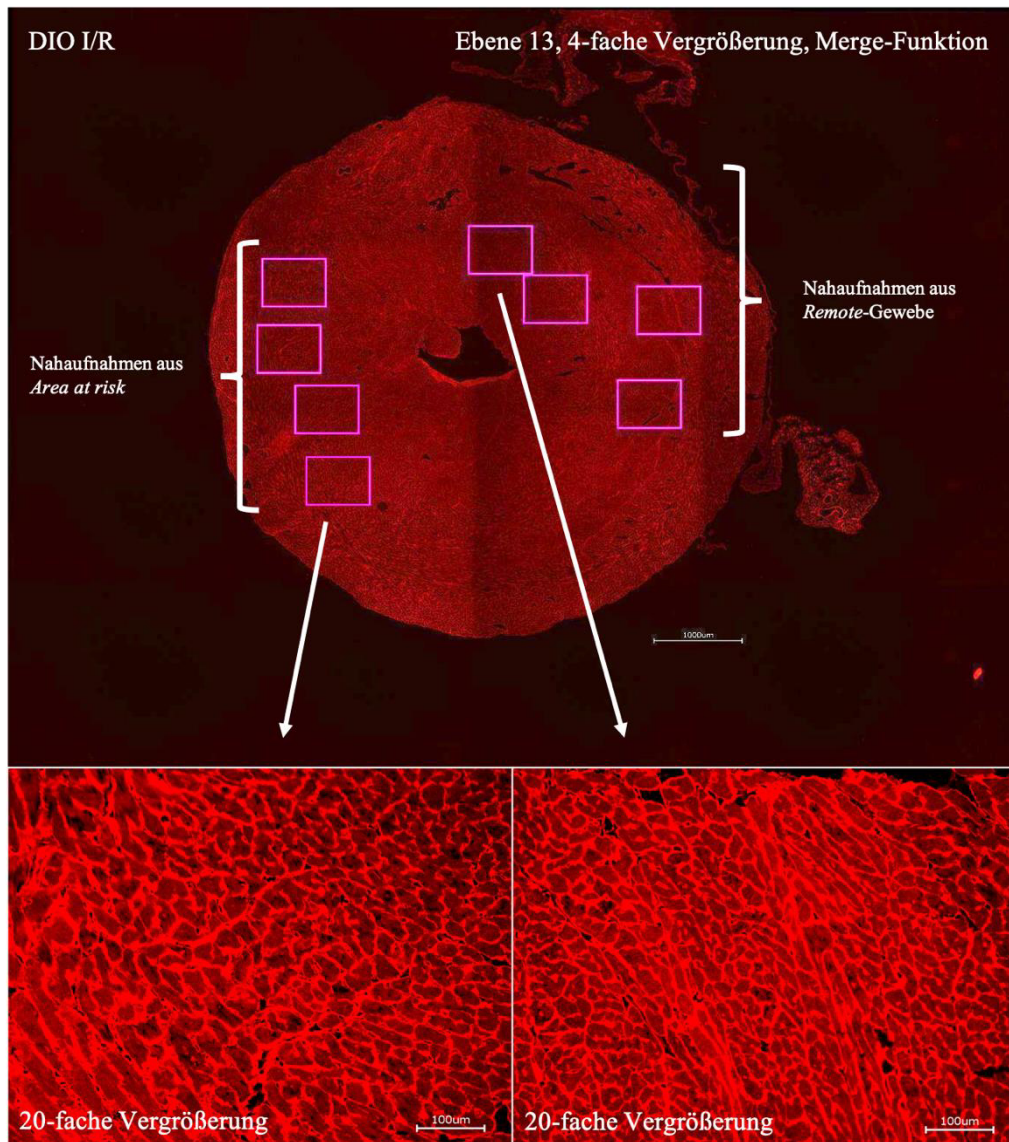 DIO I/R
Ebene 13, 4-fache Vergrößerung, Merge-Funktion
Nahaufnahmen aus
Remote-Gewebe
Nahaufnahmen aus
Area at risk
1000um
20-fache Vergrößerung
100um
20-fache Vergrößerung
100um